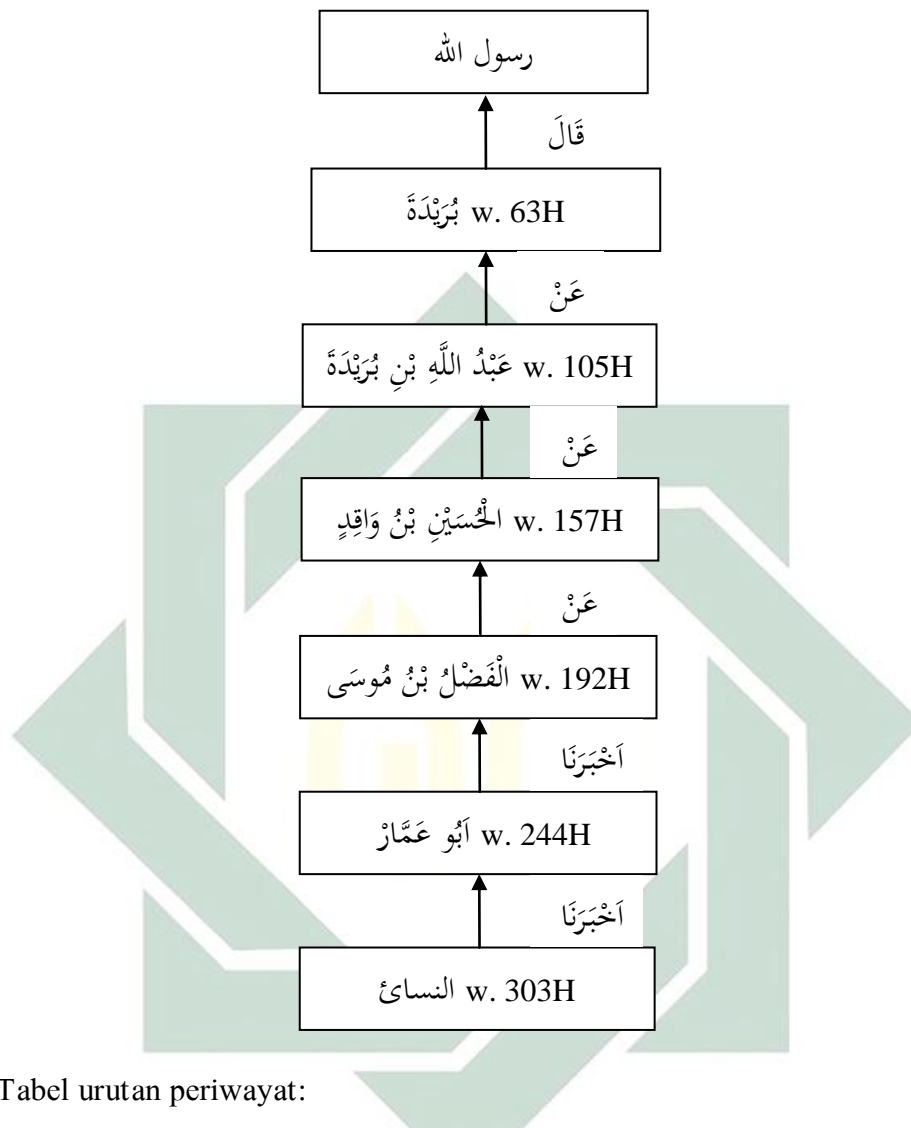 رسول الله
قَالَ
بُرَيْدَةَ w. 63H
عَنْ
عَبْدُ اللَّهِ بْنِ بُرَيْدَةَ w. 105H
عَنْ
الْحُسَيْنِ بْنُ وَاقِدٍ w. 157H
عَنْ
الْفَضْلُ بْنُ مُوسَى w. 192H
اَخْبَرَنَا
اَبُو عَمَّارْ w. 244H
اَخْبَرَنَا
النسائ w. 303H
Tabel urutan periwayat: